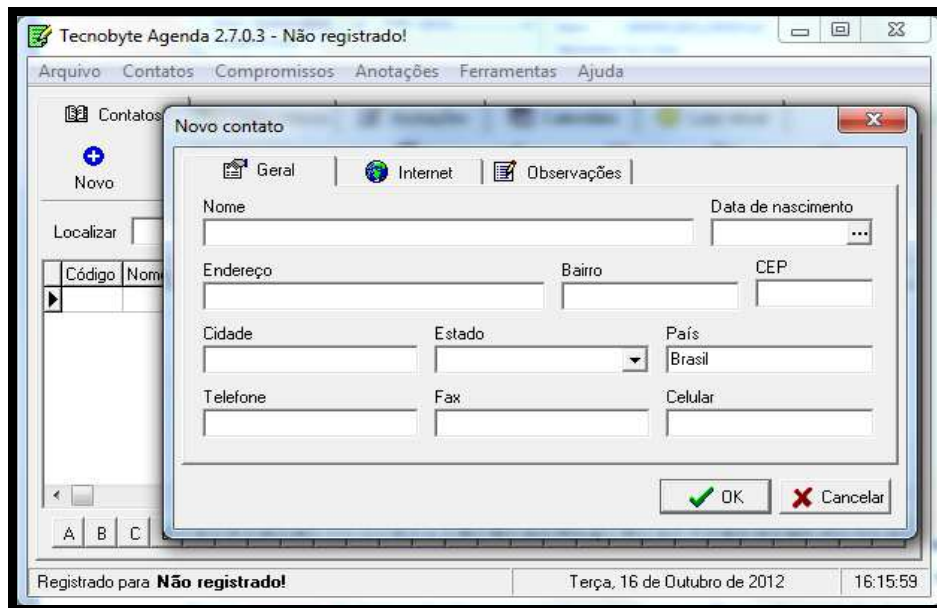 Tecnobyte Agenda 2.7.0.3 - Não registrado!
Arquivo Contatos Compromissos Anotações Ferramentas Ajuda
Contatos
Novo
Localizar
Código Nome
A B C
Novo contato
Geral Internet Observações
Nome Data de nascimento
...
Endereço Bairro CEP
Cidade Estado País
Brasil
Telefone Fax Celular
OK Cancelar
Registrado para Não registrado! Terça, 16 de Outubro de 2012 16:15:59